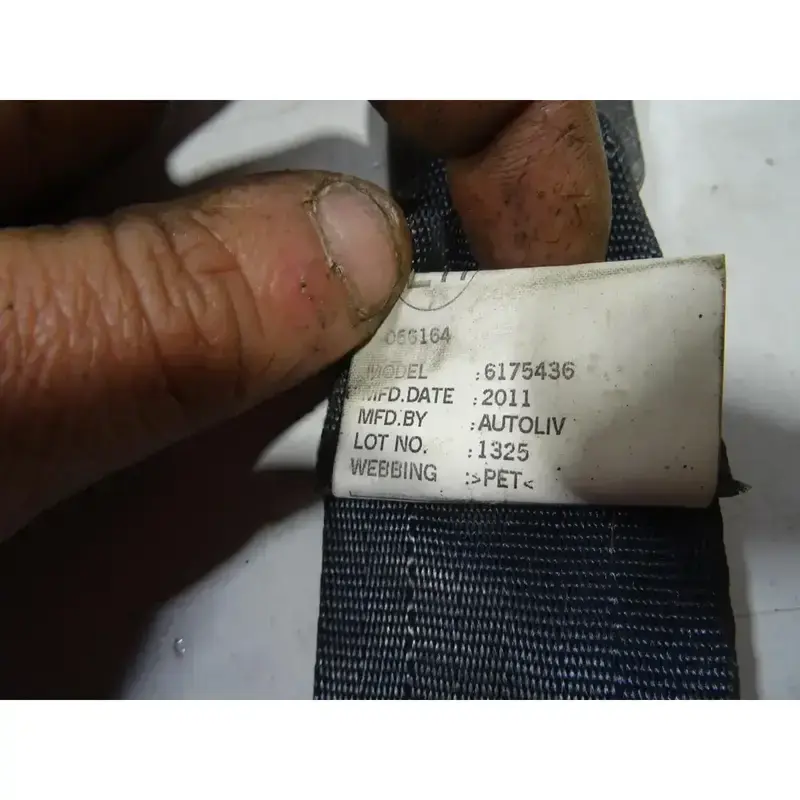 066164
MODEL :6175436
MFD.DATE :2011
MFD.BY :AUTOLIV
LOT NO. :1325
WEBBING :>PET<